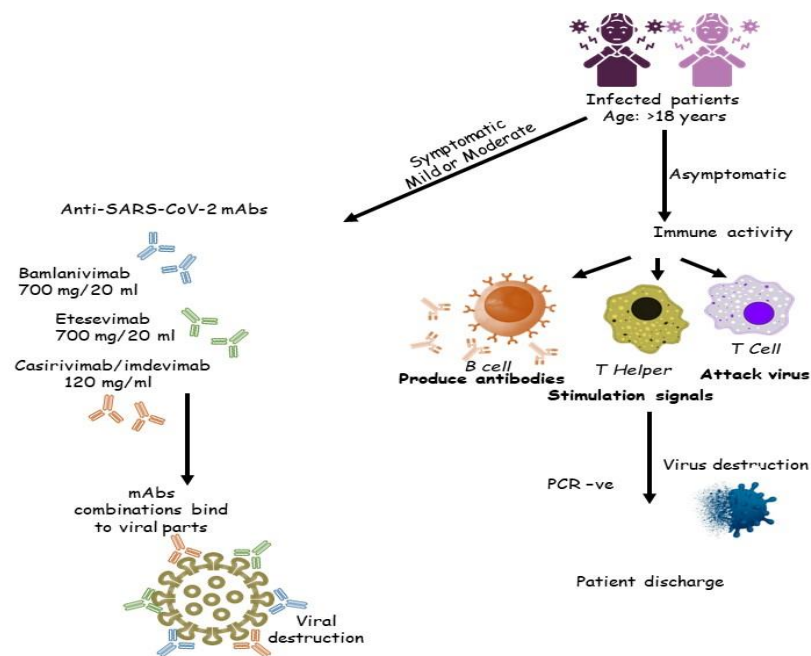 Infected patients
Age: >18 years
Symptomatic
Mild or Moderate
Asymptomatic
Anti-SARS-CoV-2 mAbs
Bamlanivimab
700 mg/20 ml
Etesevimab
700 mg/20 ml
Casirivimab/imdevimab
120 mg/ml
mAbs
combinations bind
to viral parts
Viral
destruction
Immune activity
B cell
Produce antibodies
T Helper
Stimulation signals
T Cell
Attack virus
PCR –ve
Virus destruction
Patient discharge